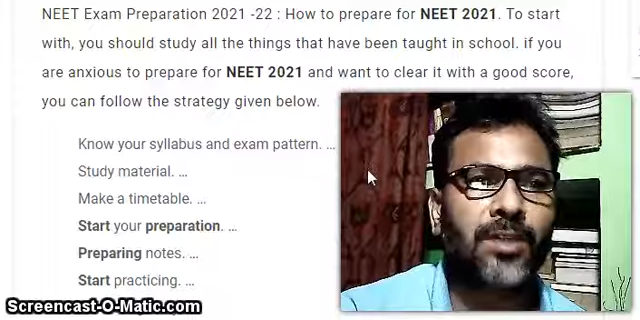 NEET Exam Preparation 2021 -22 : How to prepare for NEET 2021. To start
with, you should study all the things that have been taught in school. if you
are anxious to prepare for NEET 2021 and want to clear it with a good score,
you can follow the strategy given below.
Know your syllabus and exam pattern. ...
Study material. ...
Make a timetable. ...
Start your preparation. ...
Preparing notes. ...
Start practicing. ...
Screencast-O-Matic.com